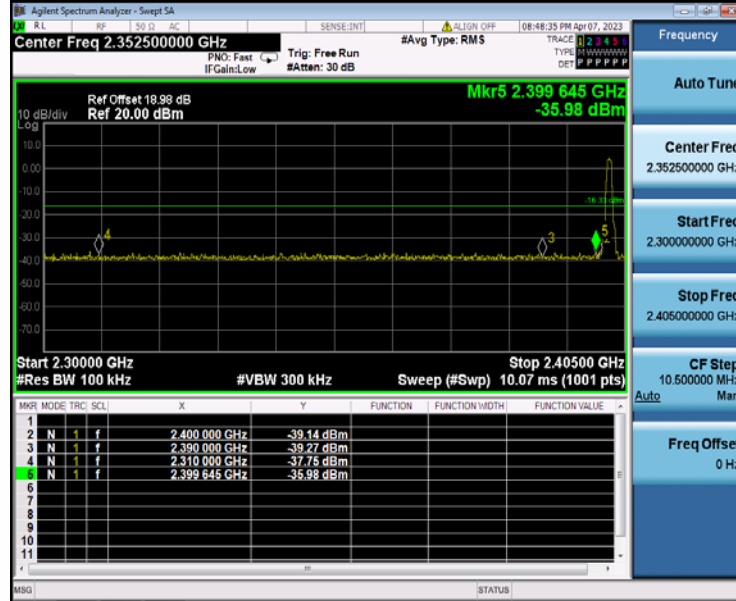 Agilent Spectrum Analyzer - Swept SA
RL RF 50 Ω AC SENSE:INT ALIGN OFF 08:48:35 PM Apr 07, 2023
Center Freq 2.352500000 GHz #Avg Type: RMS TRACE 1 2 3 4 5 6
PNO: Fast Trig: Free Run TYPE M
IFGain:Low #Atten: 30 dB DET P P P P P P
Mkr5 2.399 645 GHz
-35.98 dBm
Ref Offset 18.98 dB
10 dB/div Ref 20.00 dBm
Log
10.0
0.00
-10.0
-16.33 dBm
-20.0
-30.0
4 3 5
2
-40.0
-50.0
-60.0
-70.0
Start 2.30000 GHz Stop 2.40500 GHz
#Res BW 100 kHz #VBW 300 kHz Sweep (#Swp) 10.07 ms (1001 pts)
MKR MODE TRC SCL X Y FUNCTION FUNCTION WIDTH FUNCTION VALUE
1
2 N 1 f 2.400 000 GHz -39.14 dBm
3 N 1 f 2.390 000 GHz -39.27 dBm
4 N 1 f 2.310 000 GHz -37.75 dBm
5 N 1 f 2.399 645 GHz -35.98 dBm
6
7
8
9
10
11
MSG STATUS
Frequency
Auto Tune
Center Freq
2.352500000 GHz
Start Freq
2.300000000 GHz
Stop Freq
2.405000000 GHz
CF Step
10.500000 MHz
Auto Man
Freq Offset
0 Hz